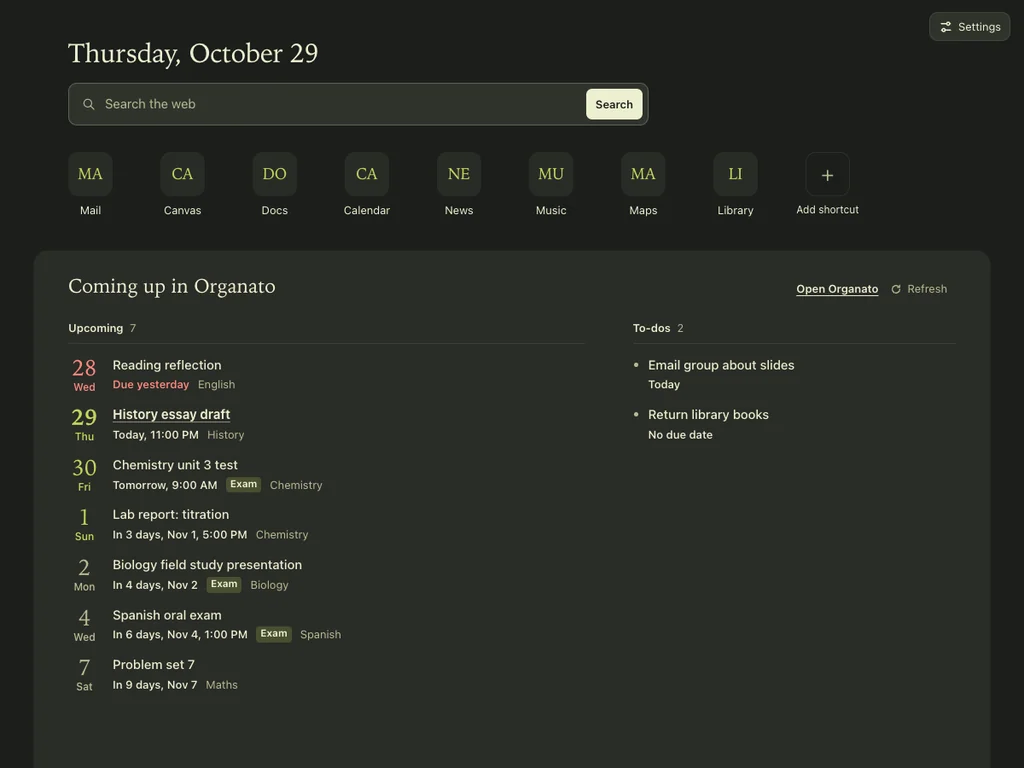 Settings
Thursday, October 29
Search the web
Search
MA
CA
DO
CA
NE
MU
MA
LI
+
Mail
Canvas
Docs
Calendar
News
Music
Maps
Library
Add shortcut
Coming up in Organato
Open Organato
Refresh
Upcoming 7
28 Reading reflection
Wed Due yesterday English
29 History essay draft
Thu Today, 11:00 PM History
30 Chemistry unit 3 test
Fri Tomorrow, 9:00 AM Exam Chemistry
1 Lab report: titration
Sun In 3 days, Nov 1, 5:00 PM Chemistry
2 Biology field study presentation
Mon In 4 days, Nov 2 Exam Biology
4 Spanish oral exam
Wed In 6 days, Nov 4, 1:00 PM Exam Spanish
7 Problem set 7
Sat In 9 days, Nov 7 Maths
To-dos 2
• Email group about slides
Today
• Return library books
No due date